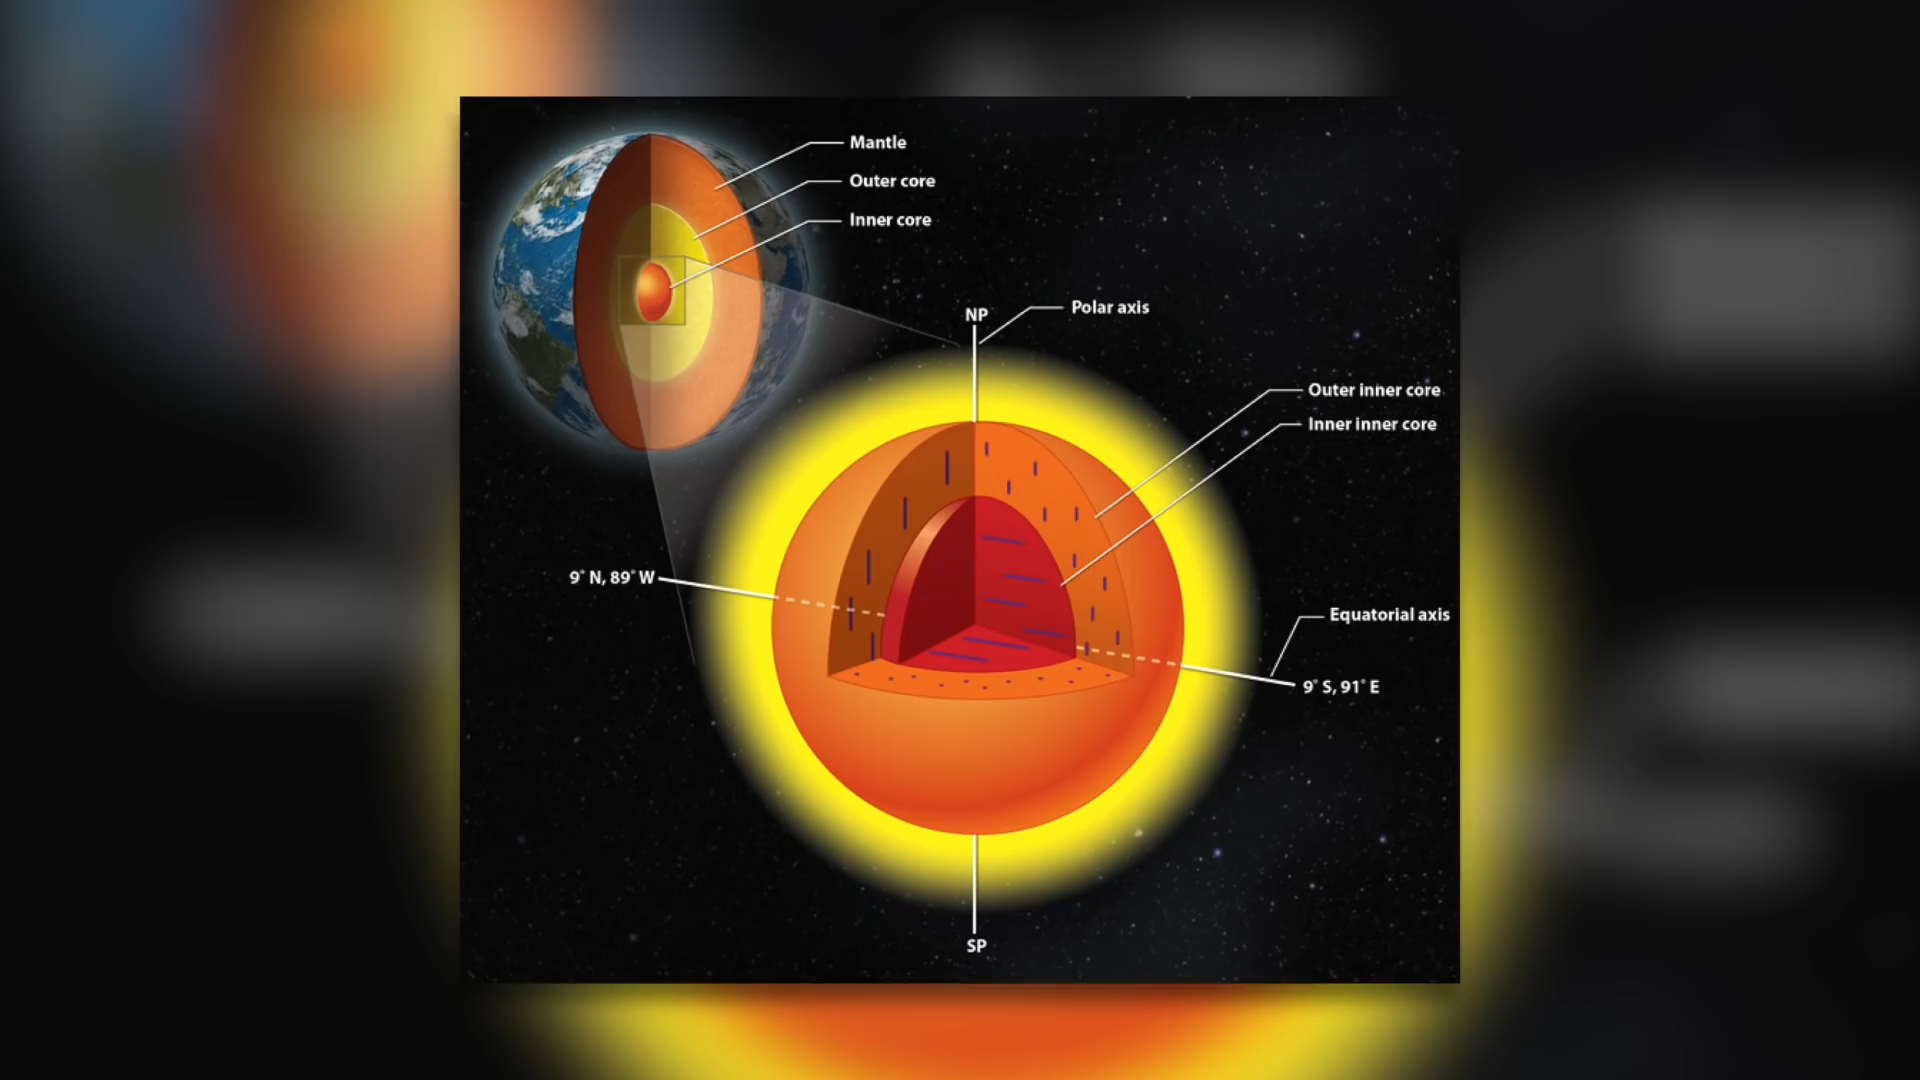 Mantle
Outer core
Inner core
NP
Polar axis
Outer inner core
Inner inner core
9° N, 89° W
Equatorial axis
9° S, 91° E
SP